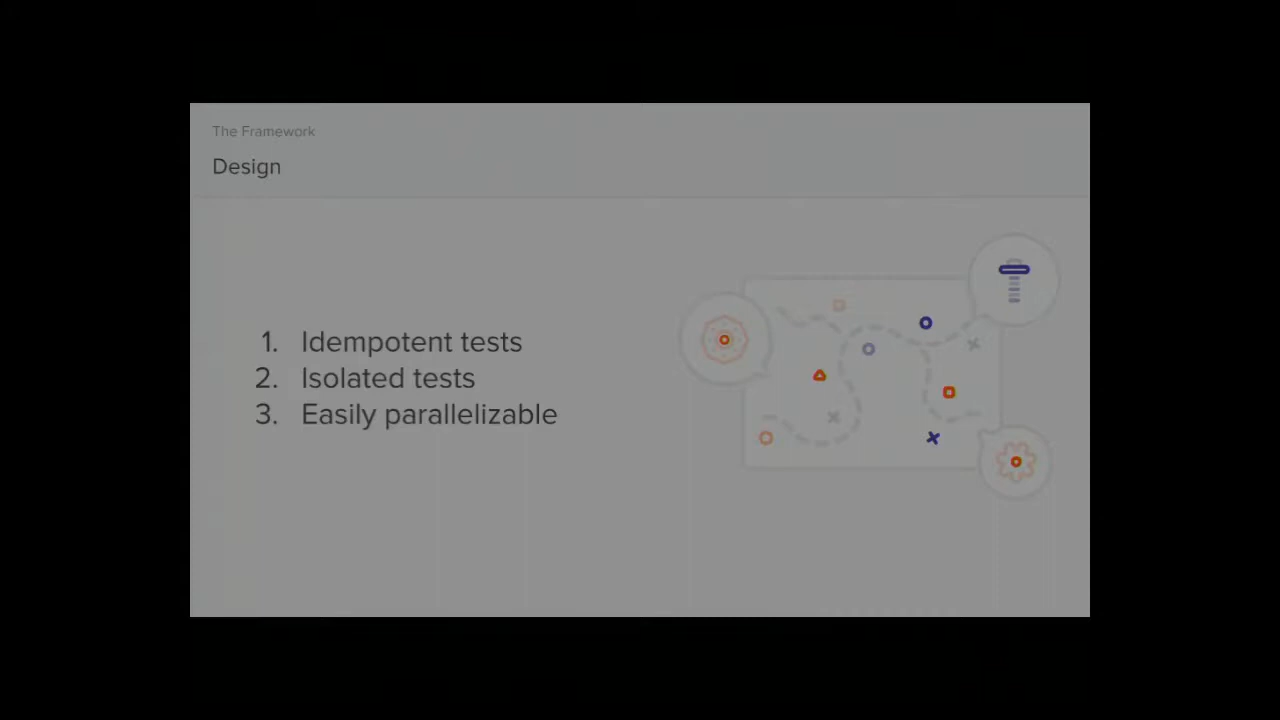 The Framework
Design
1. Idempotent tests
2. Isolated tests
3. Easily parallelizable